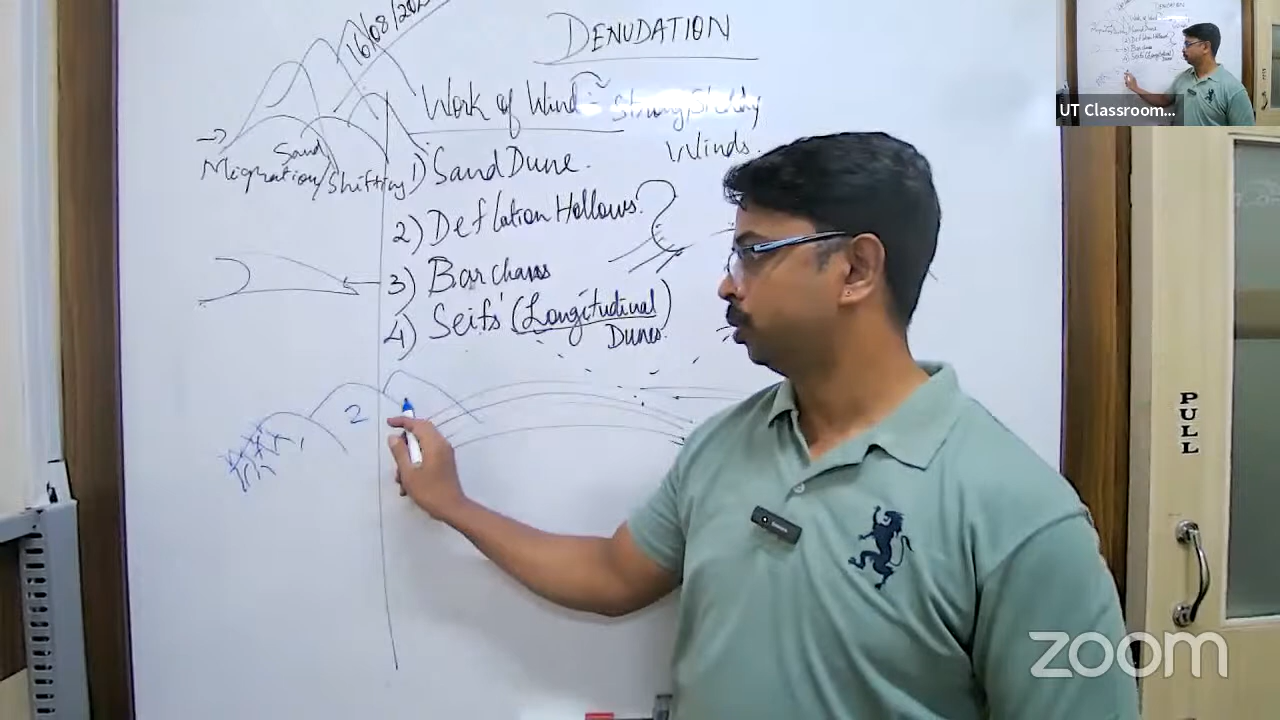 16/08/202
DENUDATION
Work of Wind :- Strong, Steady
Winds.
1) Sand Dune.
Sand
Migration/Shifting
2) Deflation Hollows.
3) Barchans
4) Seifs (Longitudinal)
Dunes.
2
UT Classroom...
PULL
zoom